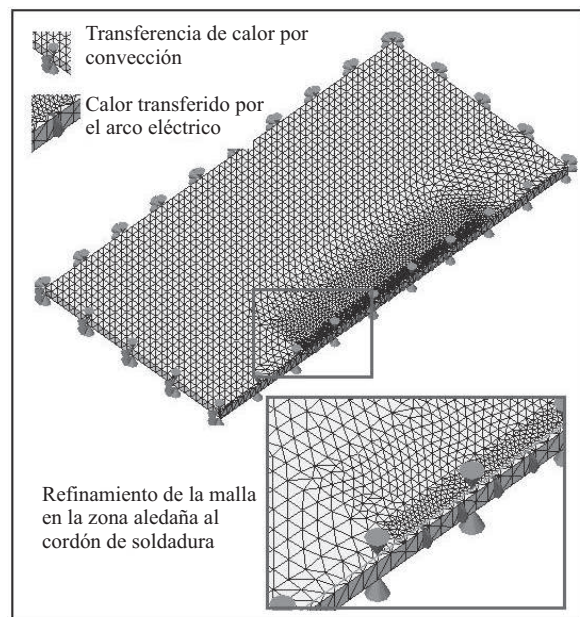 Transferencia de calor por
convección
Calor transferido por
el arco eléctrico
Refinamiento de la malla
en la zona aledaña al
cordón de soldadura